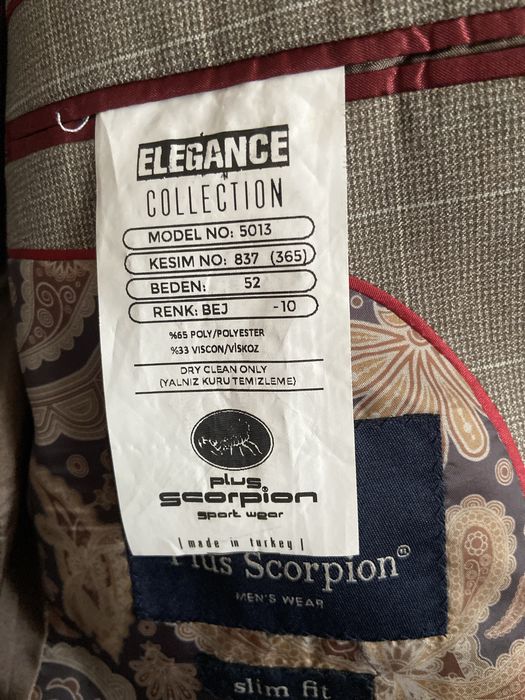 ELEGANCE
COLLECTION
MODEL NO: 5013
KESIM NO: 837 (365)
BEDEN: 52
RENK: BEJ -10
%65 POLY/POLYESTER
%33 VISCON/VİSKOZ
DRY CLEAN ONLY
(YALNIZ KURU TEMIZLEME)
plus
scorpion
sport wear
| made in turkey |
Plus Scorpion®
MEN'S WEAR
slim fit